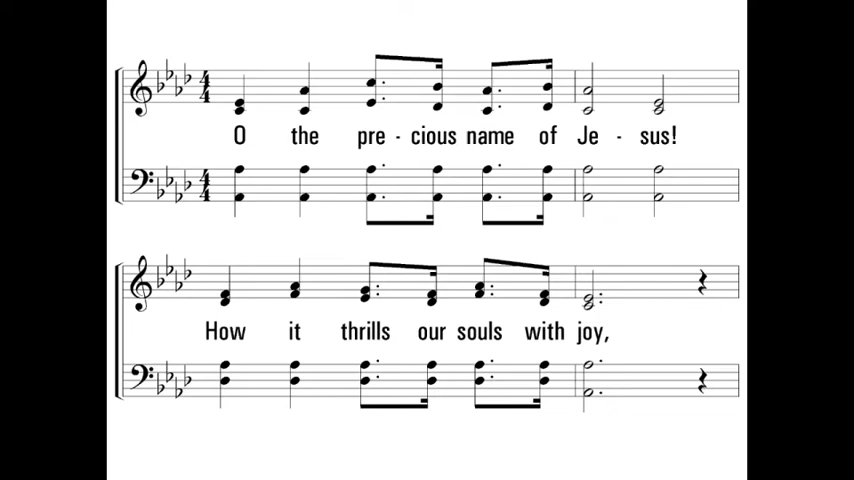 O the pre - cious name of Je - sus!
How it thrills our souls with joy,